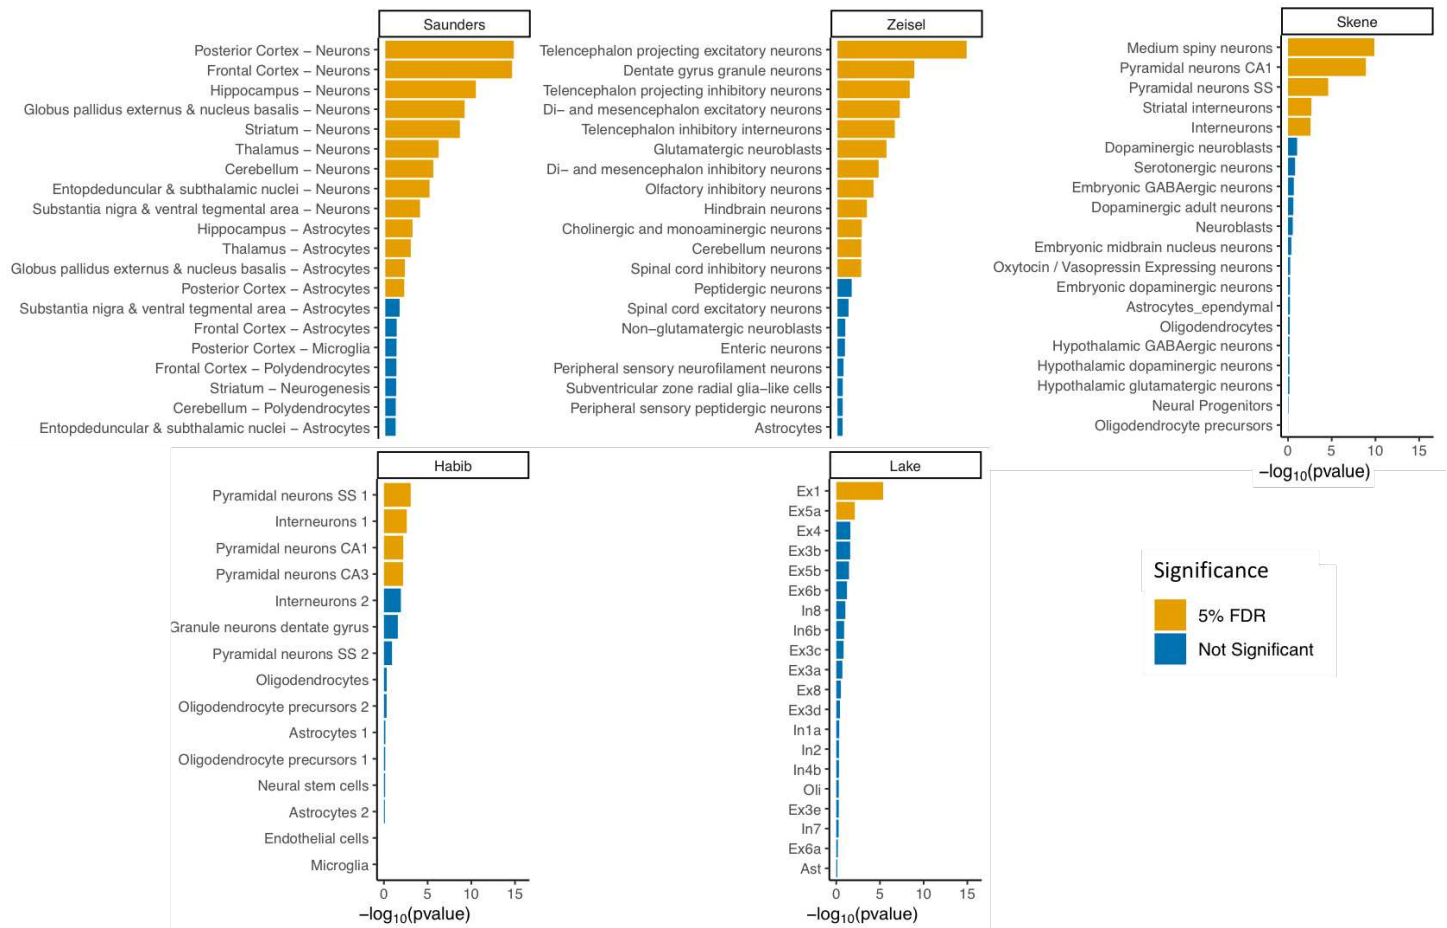 Saunders
Posterior Cortex – Neurons
Frontal Cortex – Neurons
Hippocampus – Neurons
Globus pallidus externus & nucleus basalis – Neurons
Striatum – Neurons
Thalamus – Neurons
Cerebellum – Neurons
Entopdeduncular & subthalamic nuclei – Neurons
Substantia nigra & ventral tegmental area – Neurons
Hippocampus – Astrocytes
Thalamus – Astrocytes
Globus pallidus externus & nucleus basalis – Astrocytes
Posterior Cortex – Astrocytes
Substantia nigra & ventral tegmental area – Astrocytes
Frontal Cortex – Astrocytes
Posterior Cortex – Microglia
Frontal Cortex – Polydendrocytes
Striatum – Neurogenesis
Cerebellum – Polydendrocytes
Entopdeduncular & subthalamic nuclei – Astrocytes
Zeisel
Telencephalon projecting excitatory neurons
Dentate gyrus granule neurons
Telencephalon projecting inhibitory neurons
Di– and mesencephalon excitatory neurons
Telencephalon inhibitory interneurons
Glutamatergic neuroblasts
Di– and mesencephalon inhibitory neurons
Olfactory inhibitory neurons
Hindbrain neurons
Cholinergic and monoaminergic neurons
Cerebellum neurons
Spinal cord inhibitory neurons
Peptidergic neurons
Spinal cord excitatory neurons
Non–glutamatergic neuroblasts
Enteric neurons
Peripheral sensory neurofilament neurons
Subventricular zone radial glia–like cells
Peripheral sensory peptidergic neurons
Astrocytes
Skene
Medium spiny neurons
Pyramidal neurons CA1
Pyramidal neurons SS
Striatal interneurons
Interneurons
Dopaminergic neuroblasts
Serotonergic neurons
Embryonic GABAergic neurons
Dopaminergic adult neurons
Neuroblasts
Embryonic midbrain nucleus neurons
Oxytocin / Vasopressin Expressing neurons
Embryonic dopaminergic neurons
Astrocytes_ependymal
Oligodendrocytes
Hypothalamic GABAergic neurons
Hypothalamic dopaminergic neurons
Hypothalamic glutamatergic neurons
Neural Progenitors
Oligodendrocyte precursors
0 5 10 15
−log10(pvalue)
Habib
Pyramidal neurons SS 1
Interneurons 1
Pyramidal neurons CA1
Pyramidal neurons CA3
Interneurons 2
Granule neurons dentate gyrus
Pyramidal neurons SS 2
Oligodendrocytes
Oligodendrocyte precursors 2
Astrocytes 1
Oligodendrocyte precursors 1
Neural stem cells
Astrocytes 2
Endothelial cells
Microglia
0 5 10 15
−log10(pvalue)
Lake
Ex1
Ex5a
Ex4
Ex3b
Ex5b
Ex6b
In8
In6b
Ex3c
Ex3a
Ex8
Ex3d
In1a
In2
In4b
Oli
Ex3e
In7
Ex6a
Ast
0 5 10 15
−log10(pvalue)
Significance
5% FDR
Not Significant